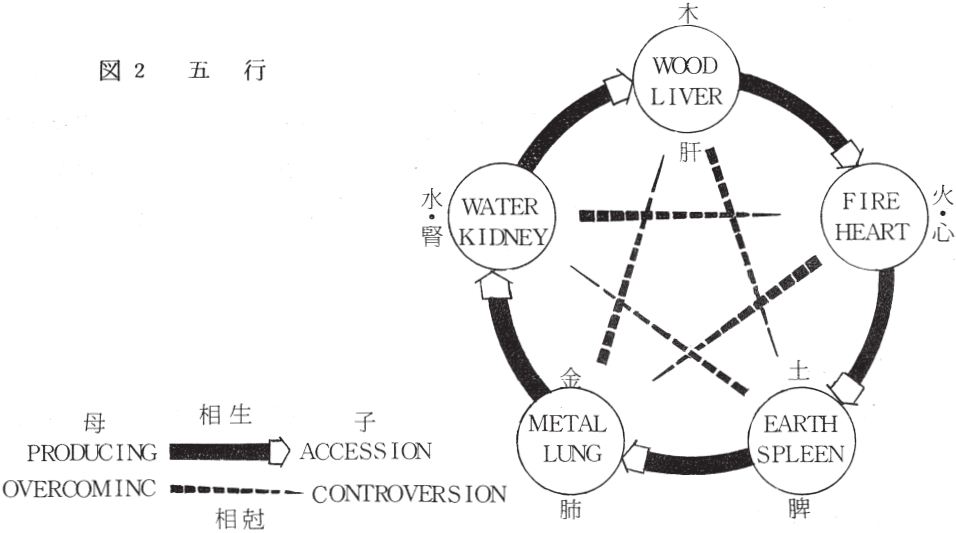 図2 五行
木
WOOD
LIVER
肝
火・心
FIRE
HEART
土
EARTH
SPLEEN
脾
金
METAL
LUNG
肺
水・腎
WATER
KIDNEY
母 相生 子
PRODUCING ACCESSION
OVERCOMINC CONTROVERSION
相尅